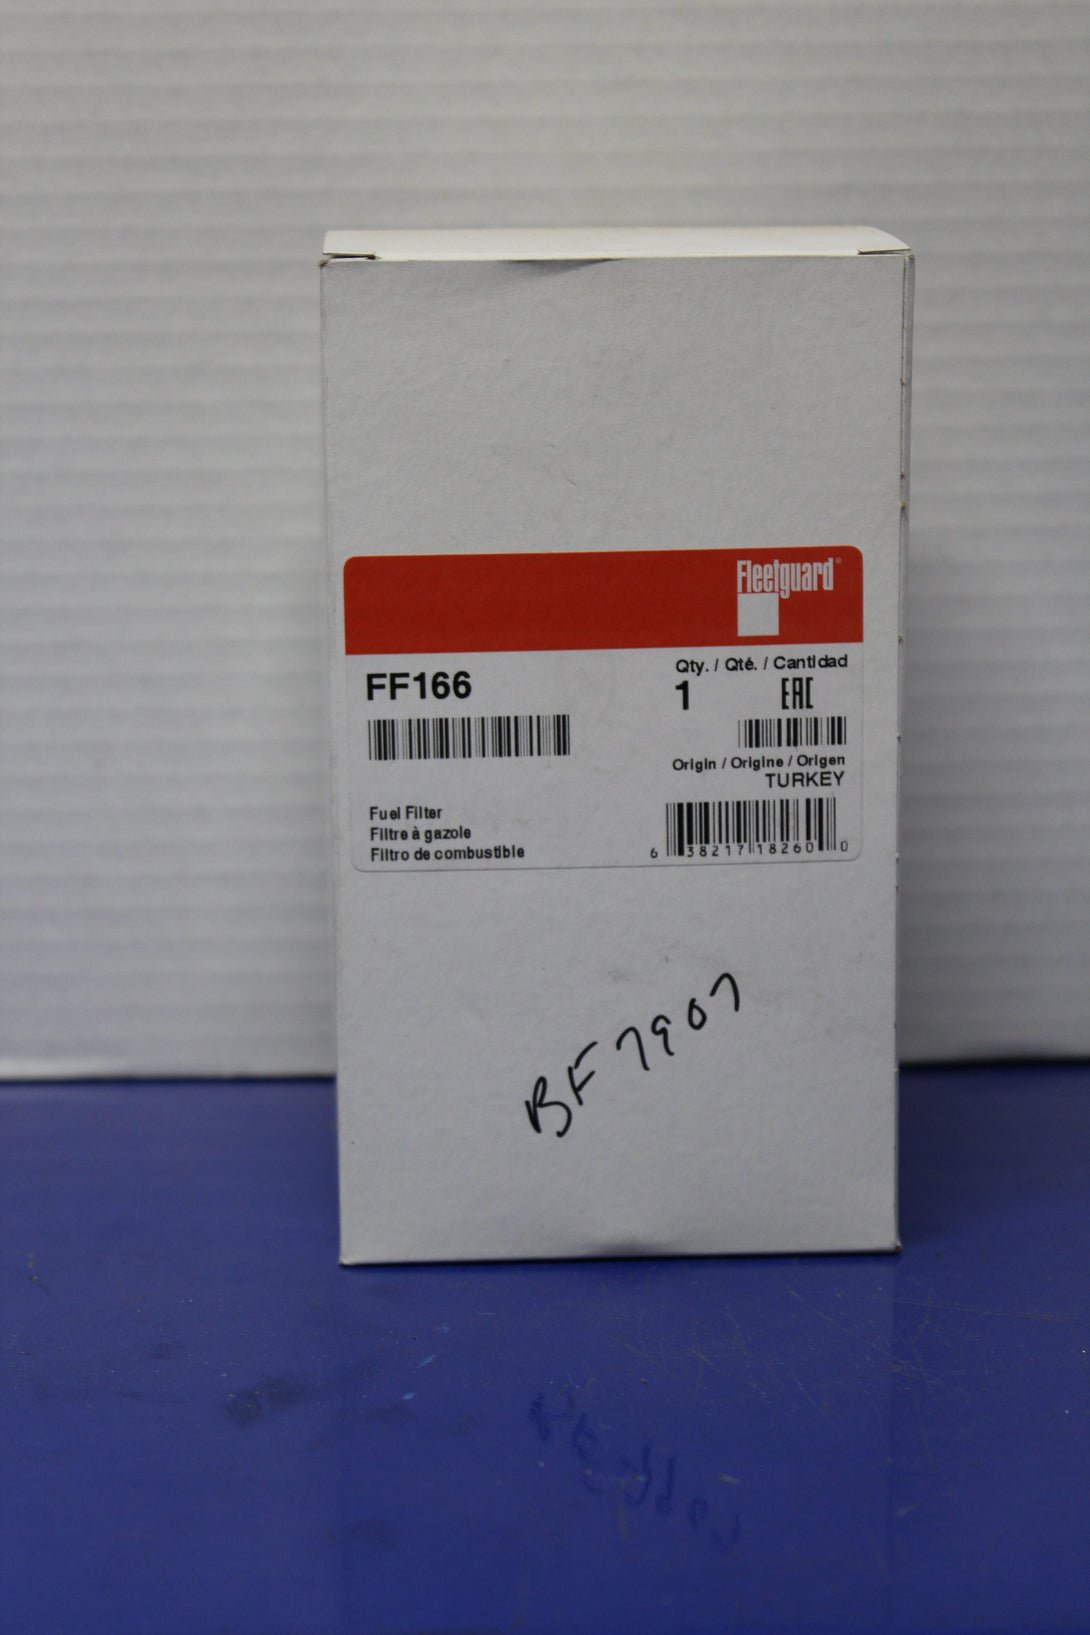 Fleetguard®
FF166
Qty. / Qté. / Cantidad
1 EAC
Origin / Origine / Origen
TURKEY
Fuel Filter
Filtre à gazole
Filtro de combustible
6 38217 18260 0
BF7907